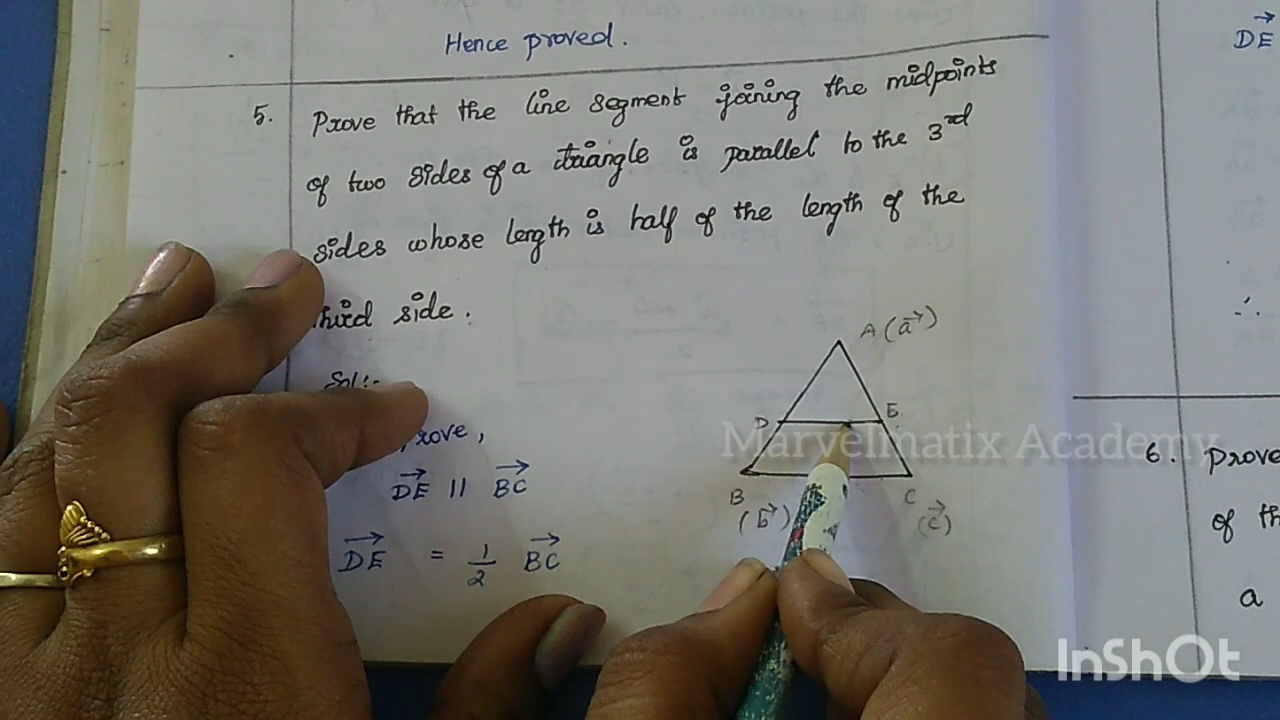 Hence proved.
5. Prove that the line segment joining the midpoints
of two sides of a triangle is parallel to the 3rd
sides whose length is half of the length of the
third side.
Sol:-
prove,
DE⃗ || BC⃗
DE⃗ = 1/2 BC⃗
A (a⃗)
D E
B C
(b⃗) (c⃗)
Marvelmatix Academy
DE⃗
∴
6. Prove
of th
a
InShOt